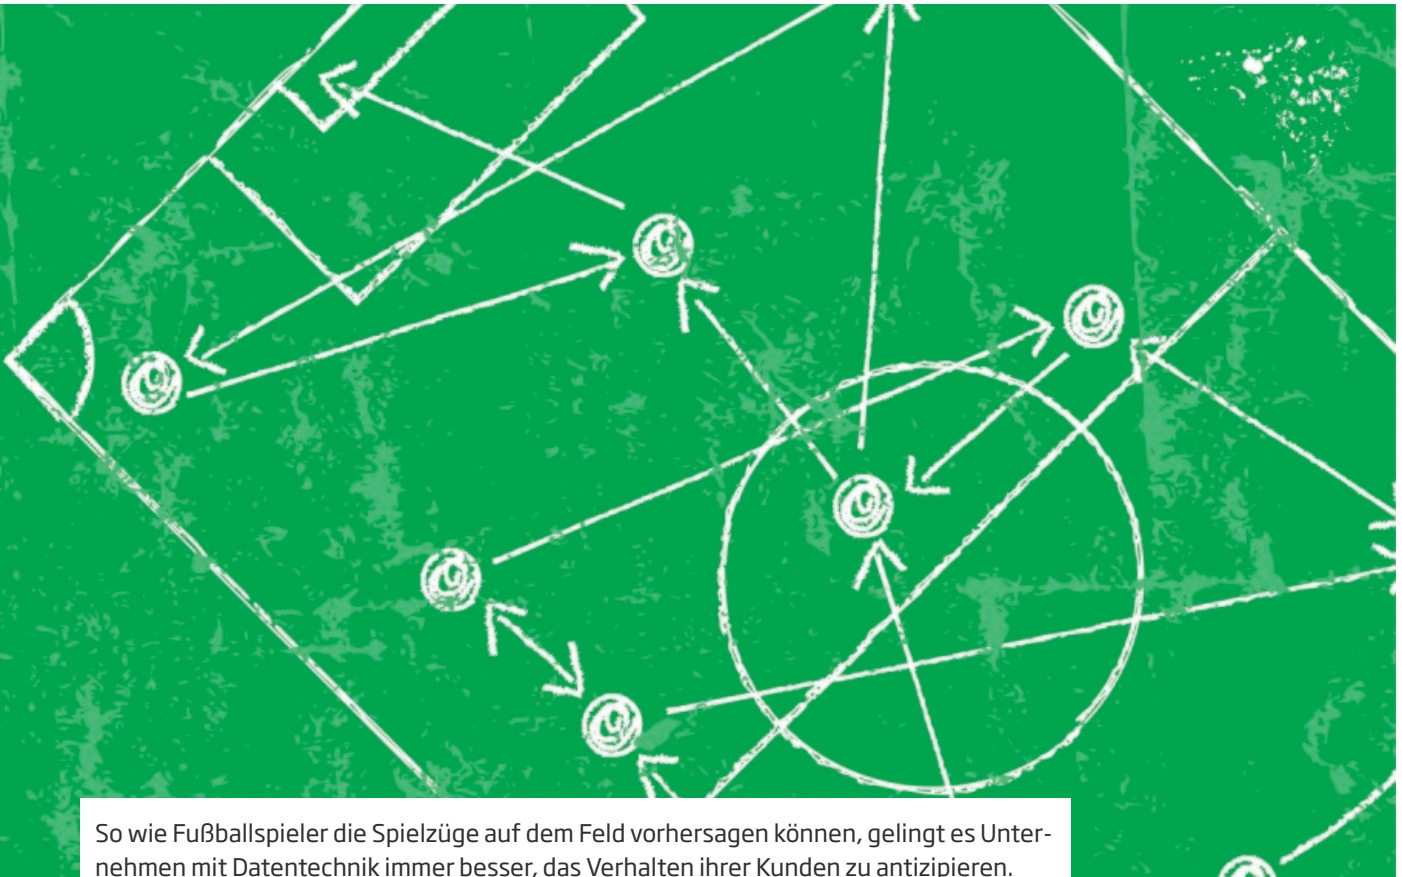 So wie Fußballspieler die Spielzüge auf dem Feld vorhersagen können, gelingt es Unter-
nehmen mit Datentechnik immer besser, das Verhalten ihrer Kunden zu antizipieren.